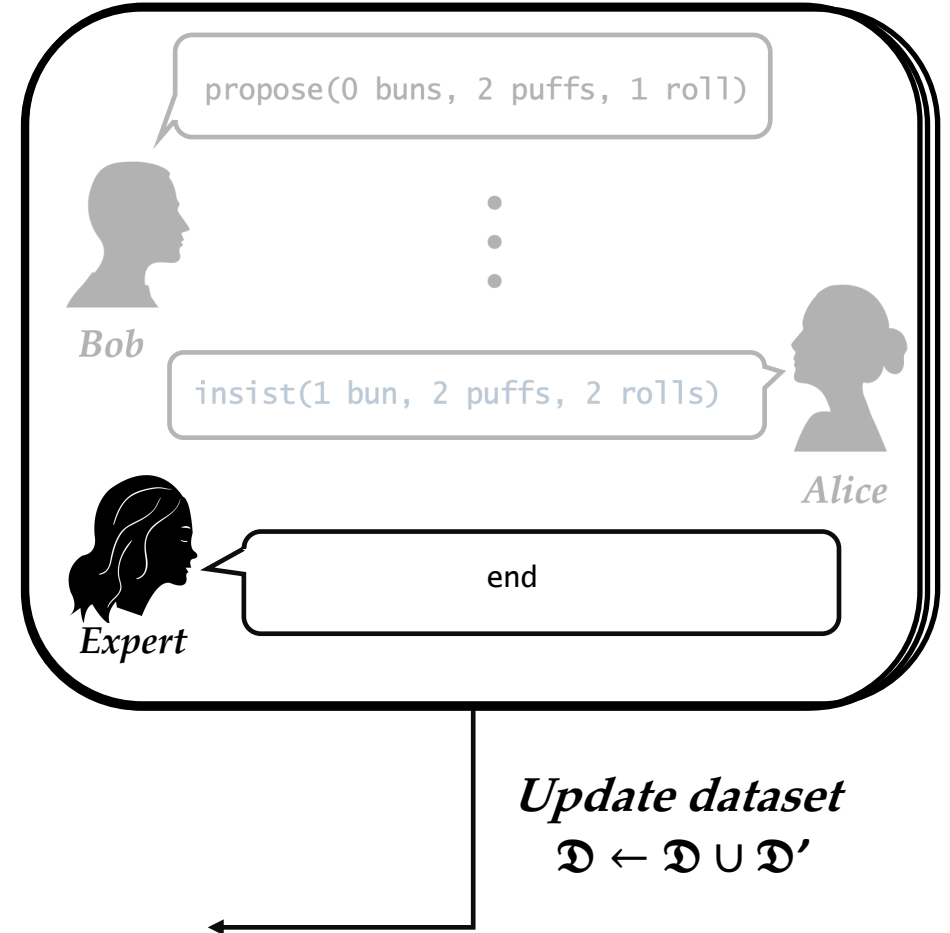 propose(0 buns, 2 puffs, 1 roll)
Bob
insist(1 bun, 2 puffs, 2 rolls)
Alice
end
Expert
Update dataset
𝕯 ← 𝕯 ∪ 𝕯′